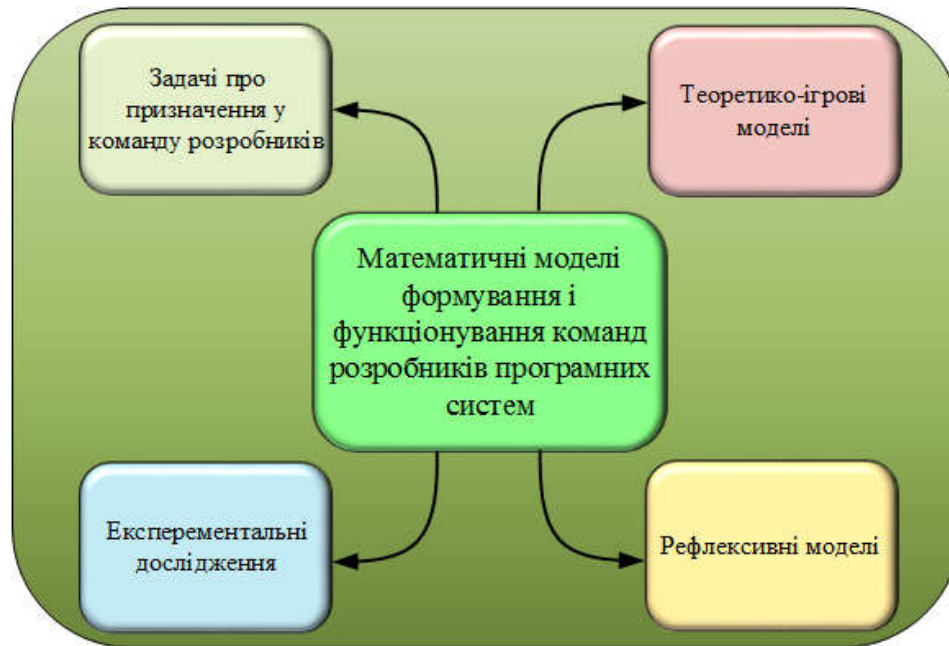 Задачі про
призначення у
команду розробників
Теоретико-ігрові
моделі
Математичні моделі
формування і
функціонування команд
розробників програмних
систем
Експерементальні
дослідження
Рефлексивні моделі